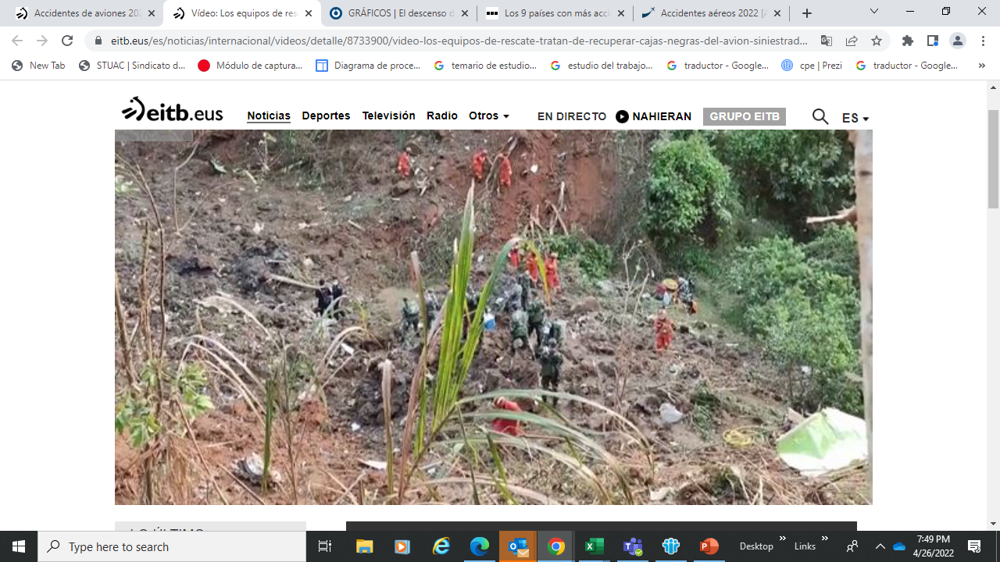 Accidentes de aviones 202
Vídeo: Los equipos de res
GRÁFICOS | El descenso d
Los 9 países con más acci
Accidentes aéreos 2022 [A
eitb.eus/es/noticias/internacional/videos/detalle/8733900/video-los-equipos-de-rescate-tratan-de-recuperar-cajas-negras-del-avion-siniestrad...
New Tab
STUAC | Sindicato d...
Módulo de captura...
Diagrama de proce...
temario de estudio...
estudio del trabajo...
traductor - Google...
cpe | Prezi
traductor - Google...
»
eitb.eus
Noticias
Deportes
Televisión
Radio
Otros
EN DIRECTO
NAHIERAN
GRUPO EITB
ES
LO ÚLTIMO
Type here to search
Desktop
»
Links
»
7:49 PM
4/26/2022